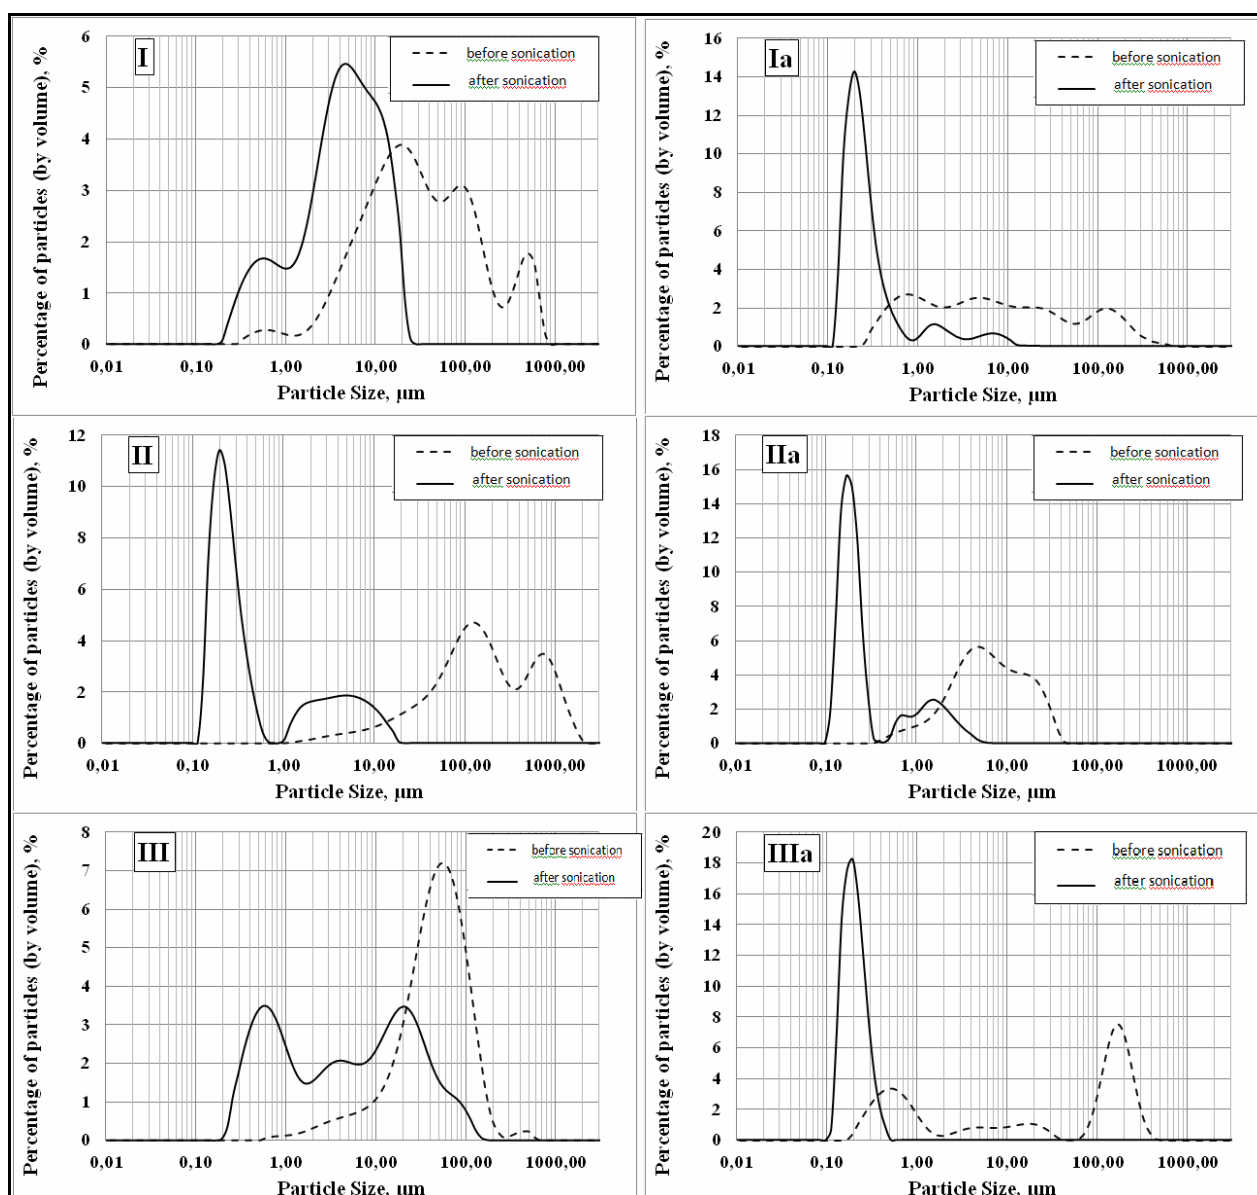 I
before sonication
after sonication
Percentage of particles (by volume), %
6
5
4
3
2
1
0
0,01 0,10 1,00 10,00 100,00 1000,00
Particle Size, µm
Ia
before sonication
after sonication
Percentage of particles (by volume), %
16
14
12
10
8
6
4
2
0
0,01 0,10 1,00 10,00 100,00 1000,00
Particle Size, µm
II
before sonication
after sonication
Percentage of particles (by volume), %
12
10
8
6
4
2
0
0,01 0,10 1,00 10,00 100,00 1000,00
Particle Size, µm
IIa
before sonication
after sonication
Percentage of particles (by volume), %
18
16
14
12
10
8
6
4
2
0
0,01 0,10 1,00 10,00 100,00 1000,00
Particle Size, µm
III
before sonication
after sonication
Percentage of particles (by volume), %
8
7
6
5
4
3
2
1
0
0,01 0,10 1,00 10,00 100,00 1000,00
Particle Size, µm
IIIa
before sonication
after sonication
Percentage of particles (by volume), %
20
18
16
14
12
10
8
6
4
2
0
0,01 0,10 1,00 10,00 100,00 1000,00
Particle Size, µm